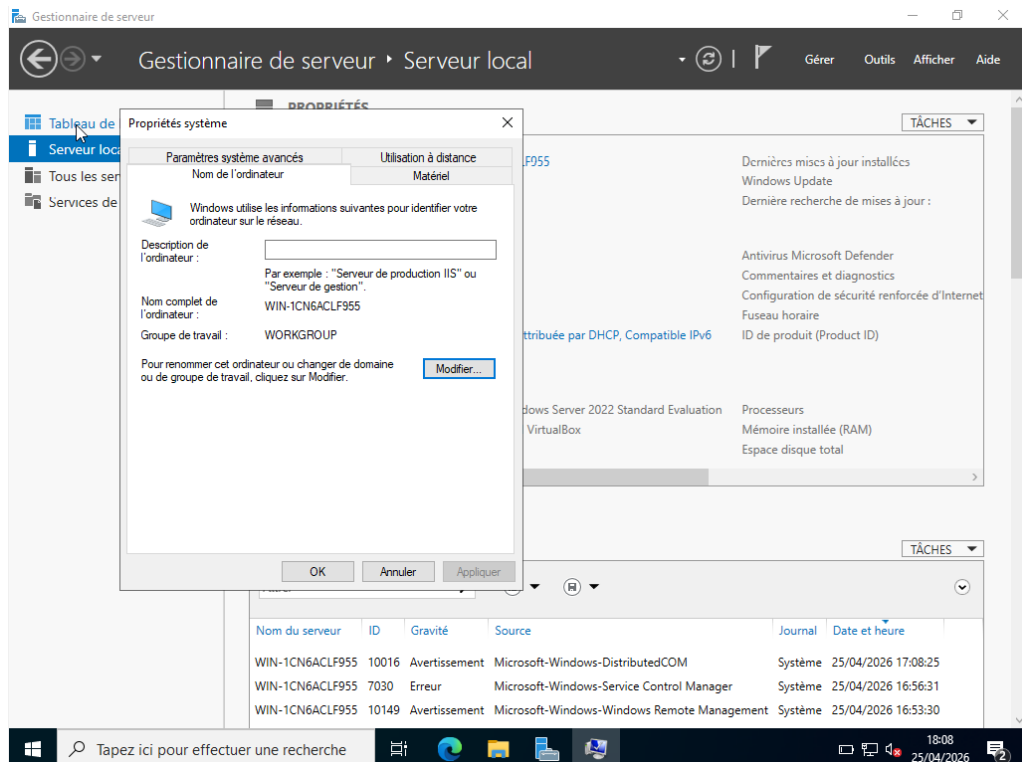 Gestionnaire de serveur
Gestionnaire de serveur ‣ Serveur local
Gérer Outils Afficher Aide
Tableau de
Serveur loca
Tous les ser
Services de
PROPRIÉTÉS
TÂCHES
Propriétés système
Paramètres système avancés
Utilisation à distance
Nom de l'ordinateur
Matériel
Windows utilise les informations suivantes pour identifier votre
ordinateur sur le réseau.
Description de
l'ordinateur :
Par exemple : "Serveur de production IIS" ou
"Serveur de gestion".
Nom complet de
l'ordinateur :
WIN-1CN6ACLF955
Groupe de travail :
WORKGROUP
Pour renommer cet ordinateur ou changer de domaine
ou de groupe de travail, cliquez sur Modifier.
Modifier...
OK
Annuler
Appliquer
F955
Dernières mises à jour installées
Windows Update
Dernière recherche de mises à jour :
Antivirus Microsoft Defender
Commentaires et diagnostics
Configuration de sécurité renforcée d'Internet
Fuseau horaire
ttribuée par DHCP, Compatible IPv6
ID de produit (Product ID)
dows Server 2022 Standard Evaluation
Processeurs
VirtualBox
Mémoire installée (RAM)
Espace disque total
TÂCHES
Nom du serveur ID Gravité Source Journal Date et heure
WIN-1CN6ACLF955 10016 Avertissement Microsoft-Windows-DistributedCOM Système 25/04/2026 17:08:25
WIN-1CN6ACLF955 7030 Erreur Microsoft-Windows-Service Control Manager Système 25/04/2026 16:56:31
WIN-1CN6ACLF955 10149 Avertissement Microsoft-Windows-Windows Remote Management Système 25/04/2026 16:53:30
Tapez ici pour effectuer une recherche
18:08
25/04/2026
2